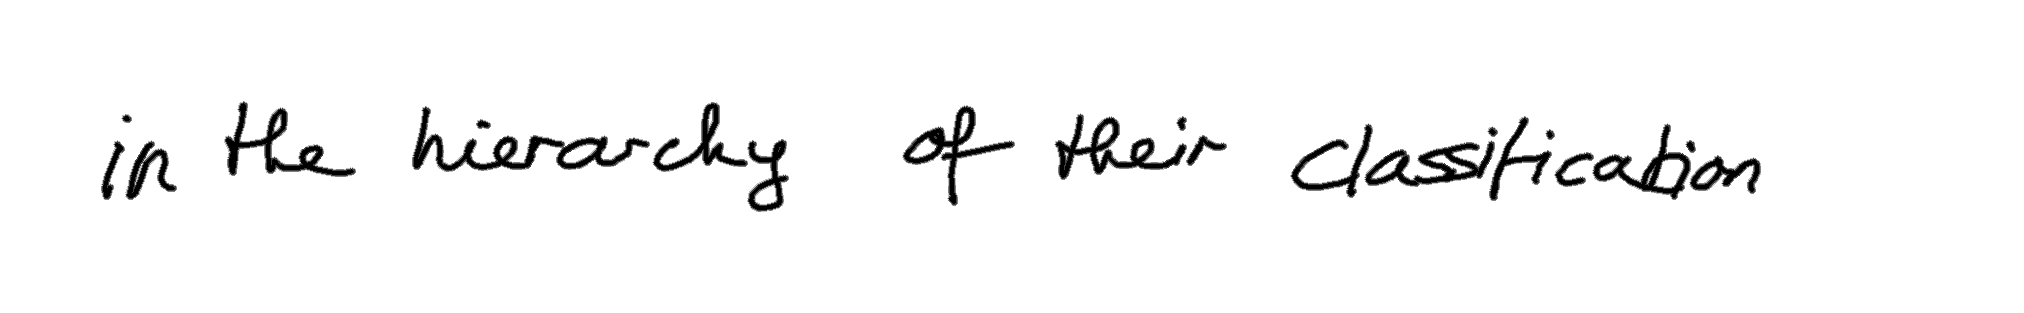 in the hierarchy of their classification